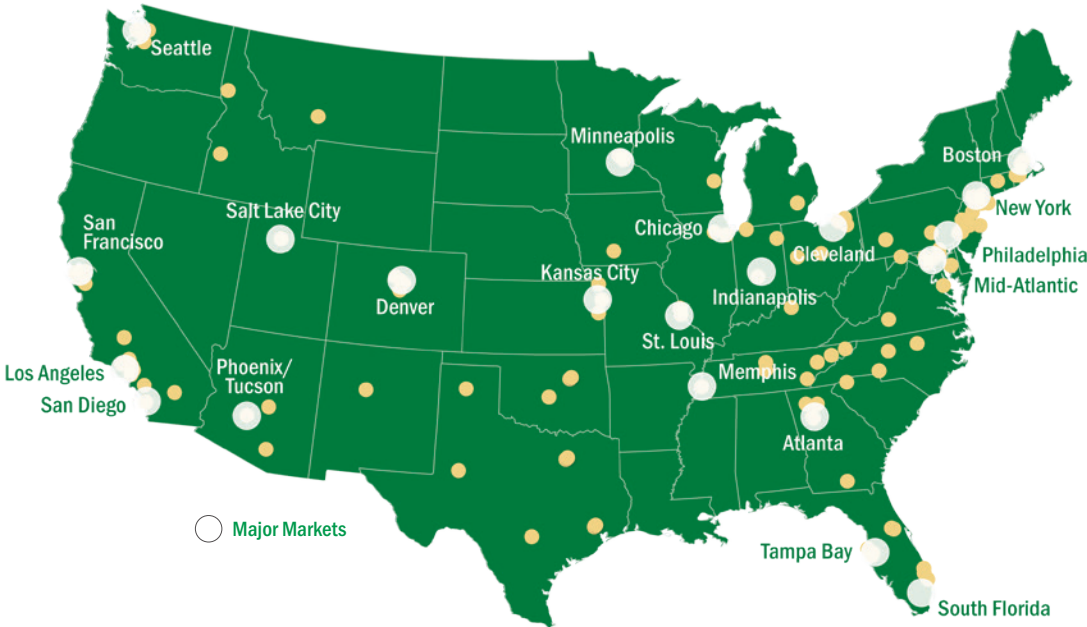 Seattle
Minneapolis
Boston
Salt Lake City
New York
San
Francisco
Chicago
Cleveland
Philadelphia
Kansas City
Mid-Atlantic
Denver
Indianapolis
St. Louis
Phoenix/
Tucson
Los Angeles
Memphis
San Diego
Atlanta
Major Markets
Tampa Bay
South Florida